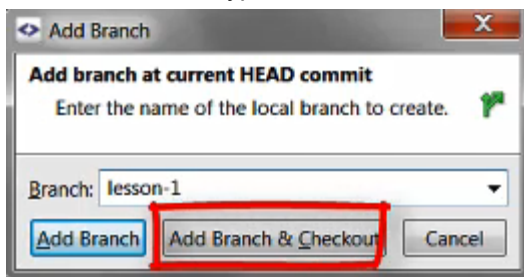 Add Branch
X
Add branch at current HEAD commit
Enter the name of the local branch to create.
Branch: lesson-1
Add Branch Add Branch & Checkout Cancel